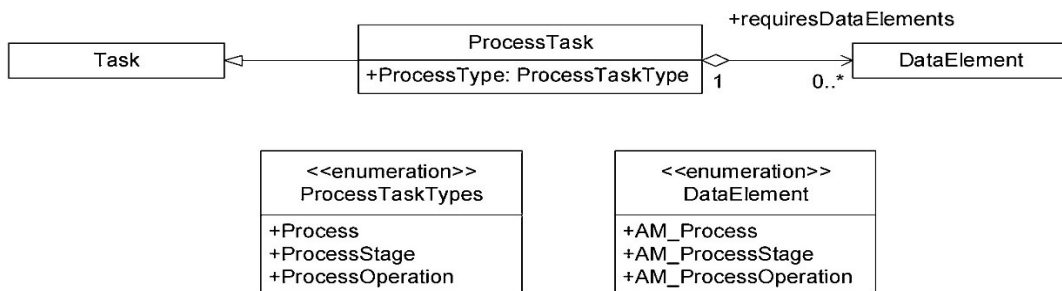 +requiresDataElements
Task
ProcessTask
+ProcessType: ProcessTaskType
1
0..*
DataElement
<<enumeration>>
ProcessTaskTypes
+Process
+ProcessStage
+ProcessOperation
<<enumeration>>
DataElement
+AM_Process
+AM_ProcessStage
+AM_ProcessOperation